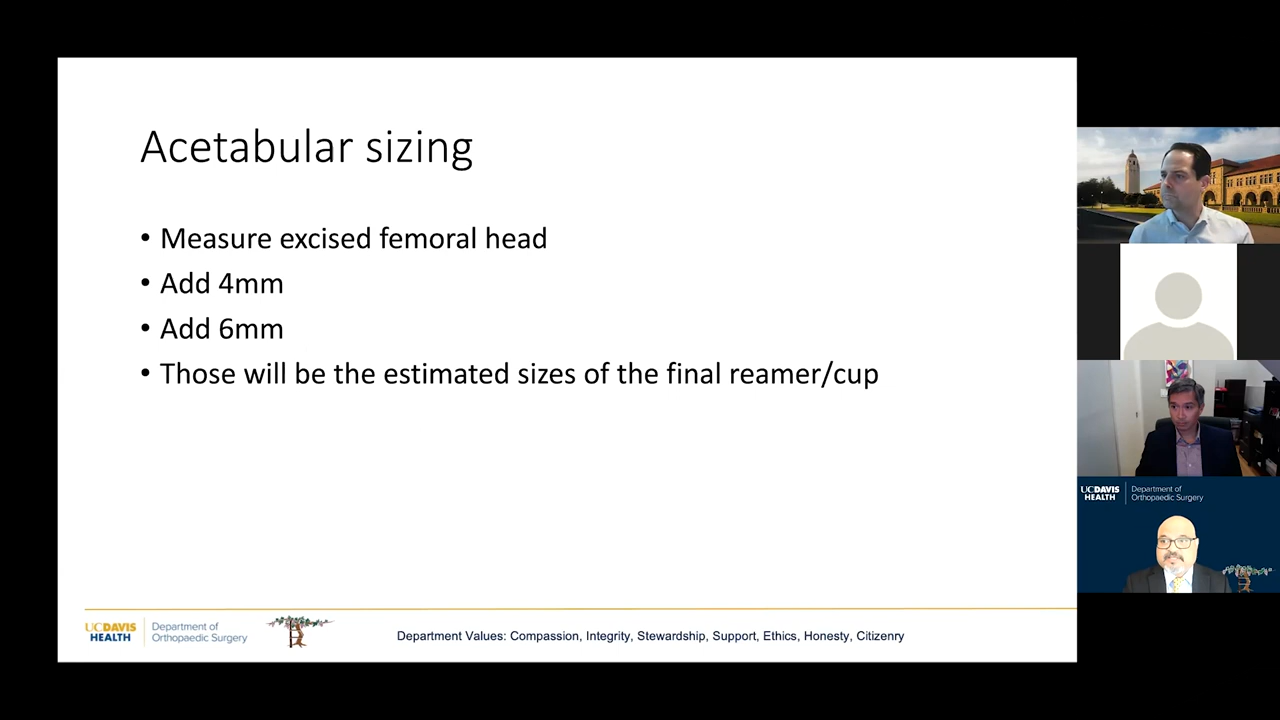 Acetabular sizing
• Measure excised femoral head
• Add 4mm
• Add 6mm
• Those will be the estimated sizes of the final reamer/cup
UCDAVIS
HEALTH
Department of
Orthopaedic Surgery
Department Values: Compassion, Integrity, Stewardship, Support, Ethics, Honesty, Citizenry
UCDAVIS
HEALTH
Department of
Orthopaedic Surgery